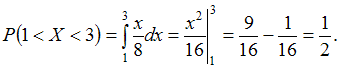 P(1 < X < 3) = ∫₁³ x/8 dx = x²/16 |₁³ = 9/16 − 1/16 = 1/2.